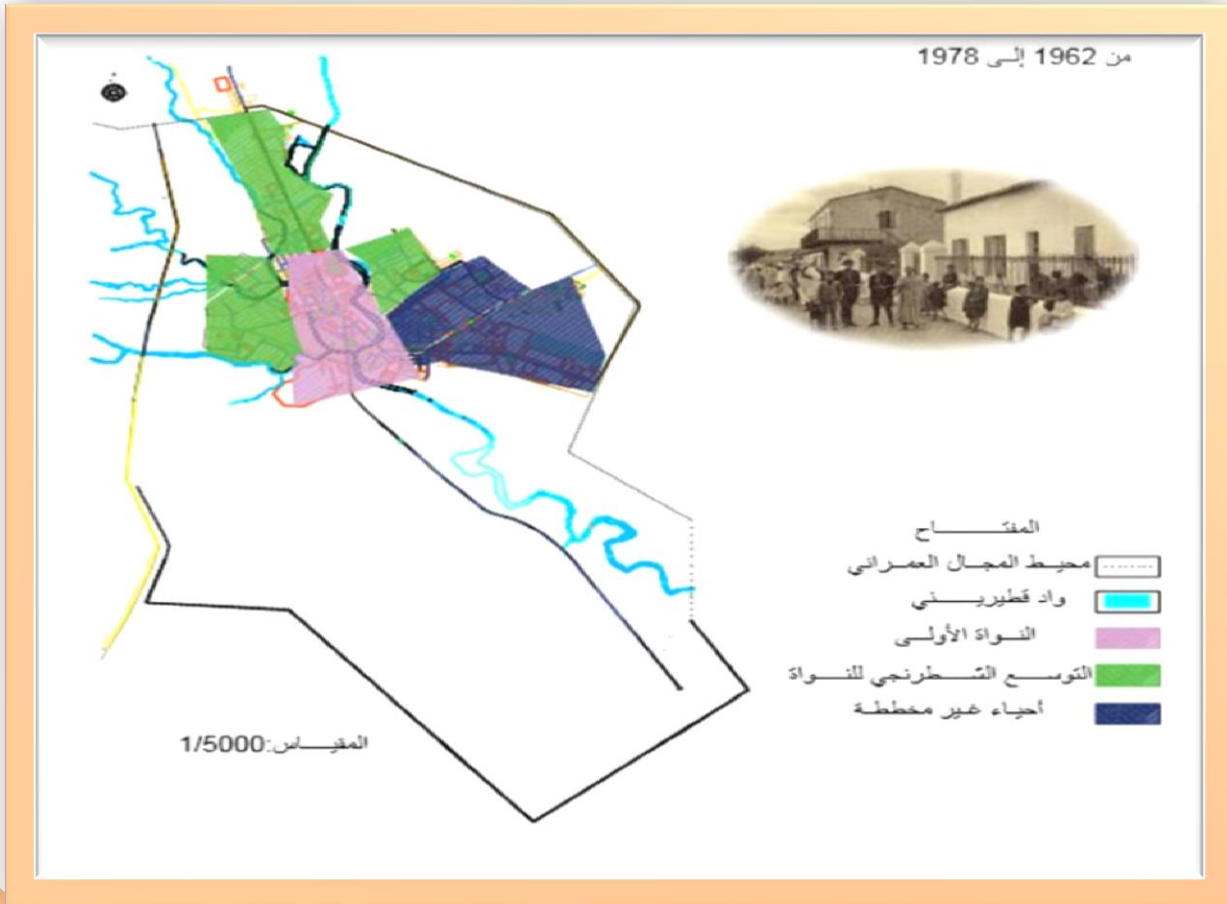 من 1962 إلى 1978
المفتاح
محيط المجال العمراني
واد قطيريني
النواة الأولى
التوسع الشطرنجي للنواة
أحياء غير مخططة
المقياس:1/5000